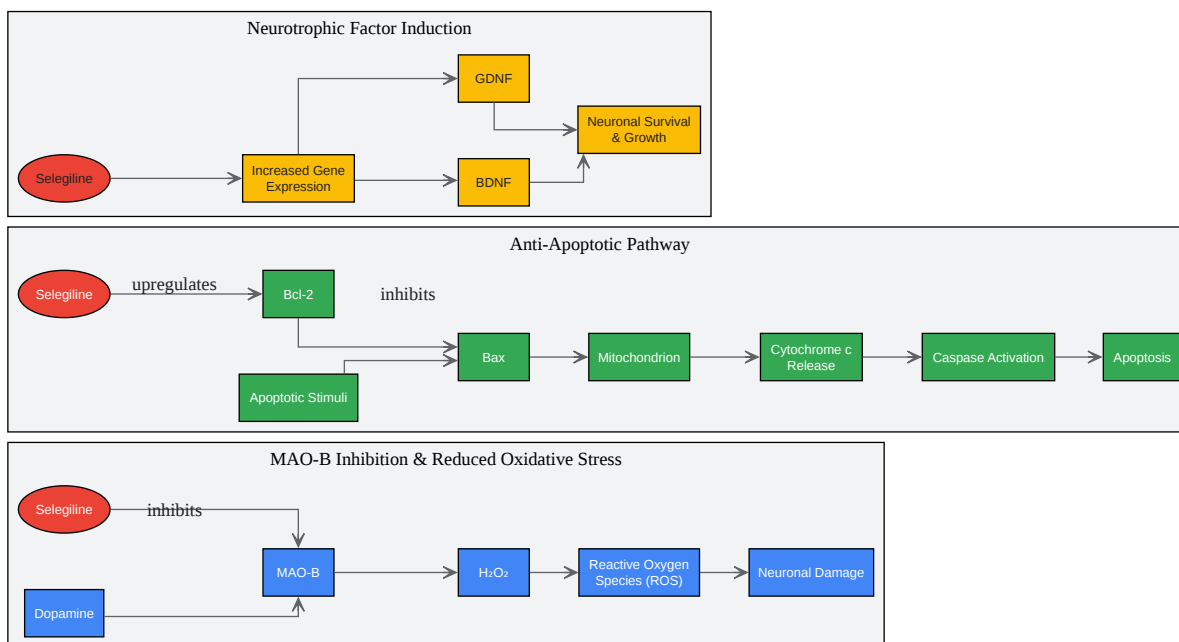 Neurotrophic Factor Induction
GDNF
Neuronal Survival
& Growth
Selegiline
Increased Gene
Expression
BDNF
Anti-Apoptotic Pathway
Selegiline
upregulates
Bcl-2
inhibits
Bax
Mitochondrion
Cytochrome c
Release
Caspase Activation
Apoptosis
Apoptotic Stimuli
MAO-B Inhibition & Reduced Oxidative Stress
Selegiline
inhibits
MAO-B
H₂O₂
Reactive Oxygen
Species (ROS)
Neuronal Damage
Dopamine